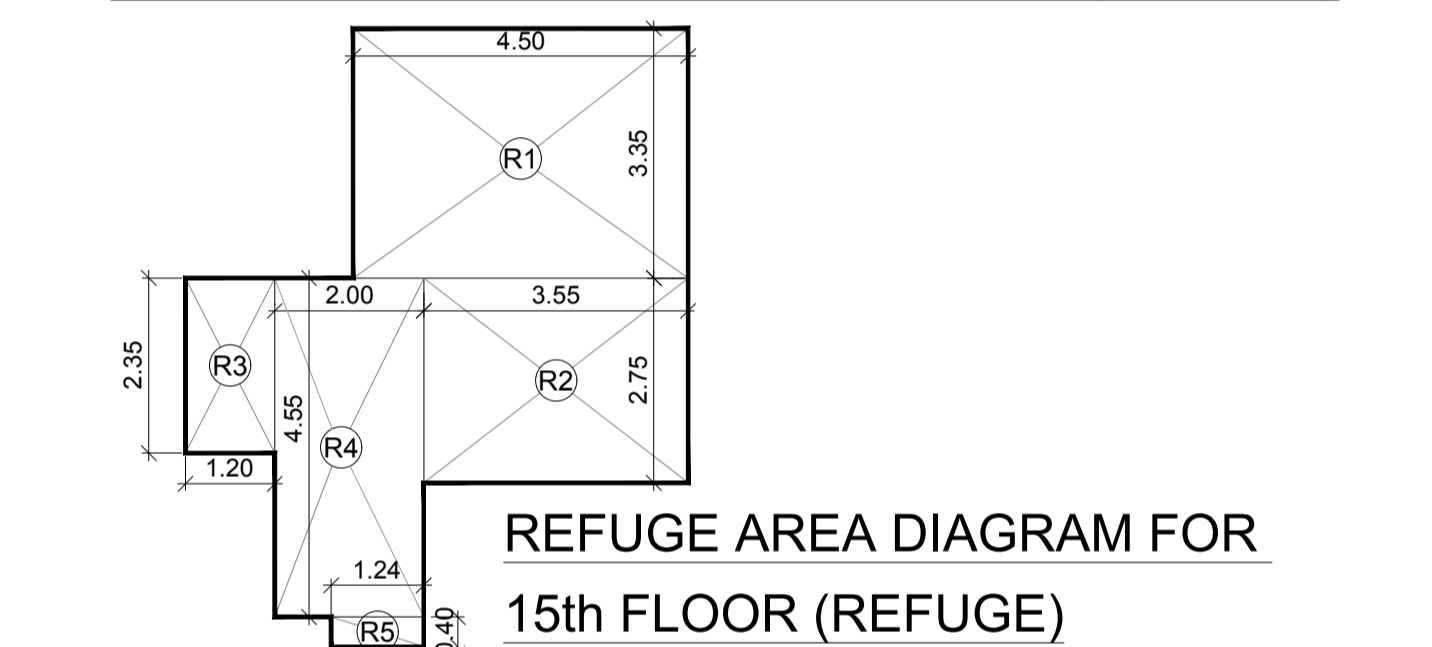 4.50
R1
3.35
2.00
3.55
2.35
R3
R2
2.75
4.55
R4
1.20
REFUGE AREA DIAGRAM FOR
1.24
15th FLOOR (REFUGE)
0.40
R5